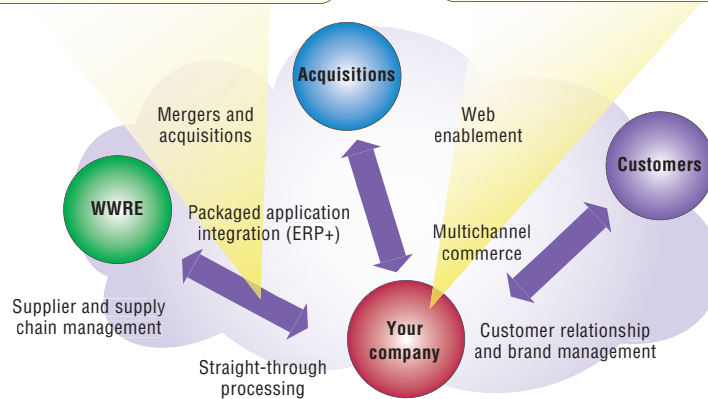 Acquisitions
Mergers and
acquisitions
Web
enablement
Customers
WWRE
Packaged application
integration (ERP+)
Multichannel
commerce
Supplier and supply
chain management
Your
company
Customer relationship
and brand management
Straight-through
processing